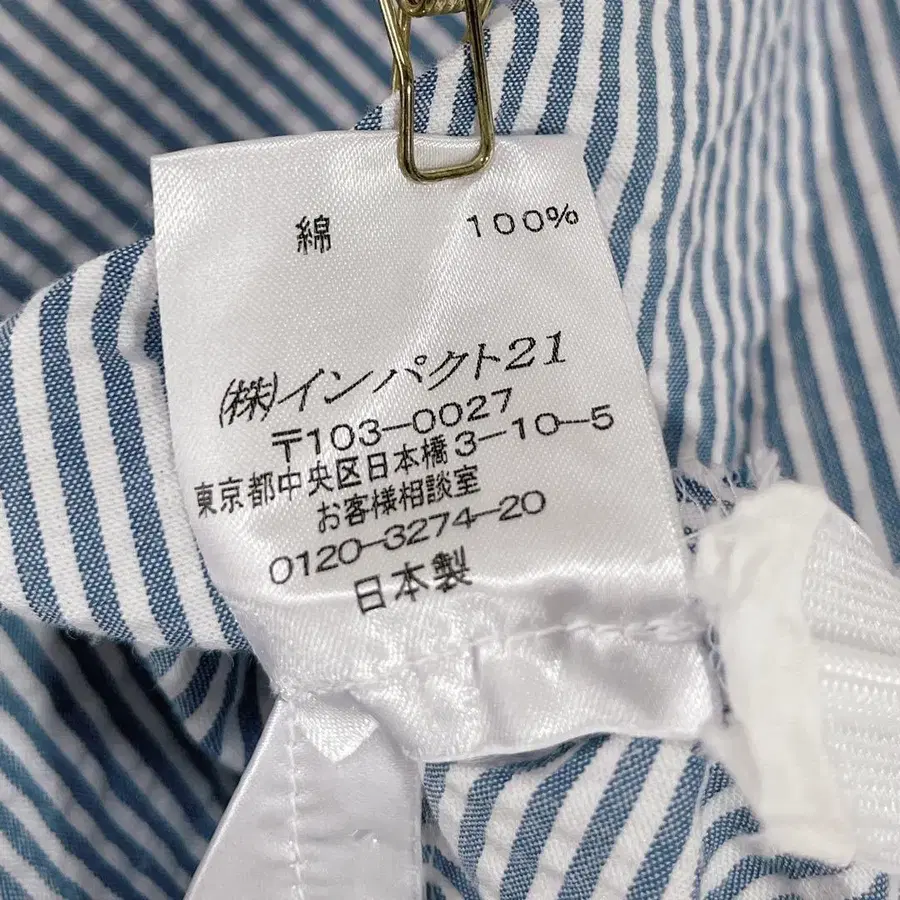 綿 100%
(株)インパクト21
〒103-0027
東京都中央区日本橋3-10-5
お客様相談室
0120-3274-20
日本製